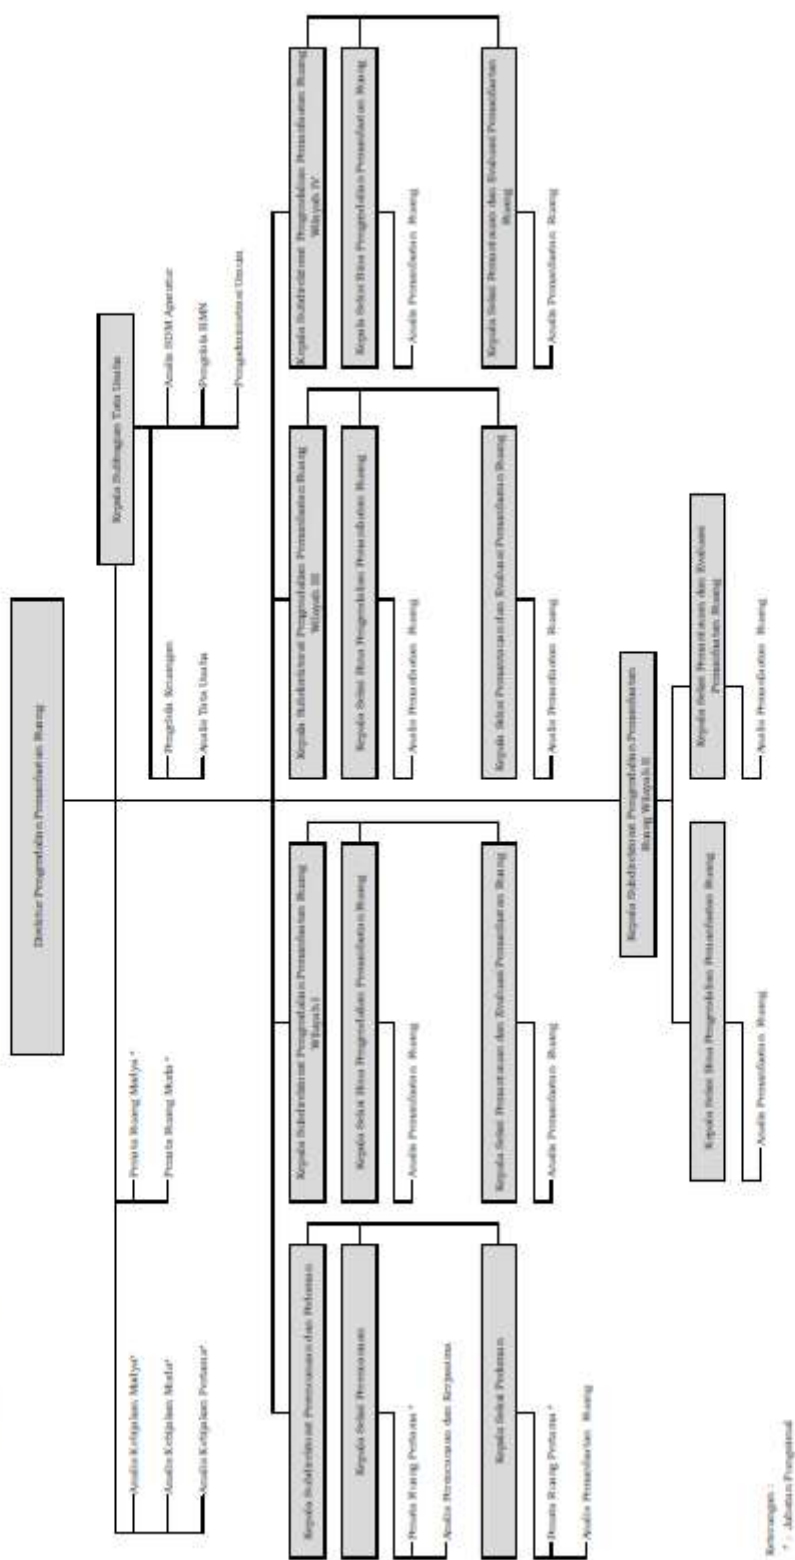 Direktur Pengendalian Pemanfaatan Ruang
Kepala Subbagian Tata Usaha
Analis Kebijakan Madya*
Analis Kebijakan Muda*
Analis Kebijakan Pertama*
Penata Ruang Madya *
Penata Ruang Muda *
Pengelola Keuangan
Analis Tata Usaha
Analis SDM Aparatur
Pengelola BMN
Pengadministrasi Umum
Kepala Subdirektorat Perencanaan dan Pedoman
Kepala Seksi Perencanaan
Penata Ruang Pertama *
Analis Perencanaan dan Kerjasama
Kepala Seksi Pedoman
Penata Ruang Pertama *
Analis Pemanfaatan Ruang
Kepala Subdirektorat Pengendalian Pemanfaatan Ruang
Wilayah I
Kepala Seksi Bina Pengendalian Pemanfaatan Ruang
Analis Pemanfaatan Ruang
Kepala Seksi Pemantauan dan Evaluasi Pemanfaatan Ruang
Analis Pemanfaatan Ruang
Kepala Subdirektorat Pengendalian Pemanfaatan Ruang
Wilayah III
Kepala Seksi Bina Pengendalian Pemanfaatan Ruang
Analis Pemanfaatan Ruang
Kepala Seksi Pemantauan dan Evaluasi Pemanfaatan Ruang
Analis Pemanfaatan Ruang
Kepala Subdirektorat Pengendalian Pemanfaatan Ruang
Wilayah IV
Kepala Seksi Bina Pengendalian Pemanfaatan Ruang
Analis Pemanfaatan Ruang
Kepala Seksi Pemantauan dan Evaluasi Pemanfaatan
Ruang
Analis Pemanfaatan Ruang
Kepala Subdirektorat Pengendalian Pemanfaatan
Ruang Wilayah II
Kepala Seksi Bina Pengendalian Pemanfaatan Ruang
Analis Pemanfaatan Ruang
Kepala Seksi Pemantauan dan Evaluasi
Pemanfaatan Ruang
Analis Pemanfaatan Ruang
Keterangan :
* : Jabatan Fungsional